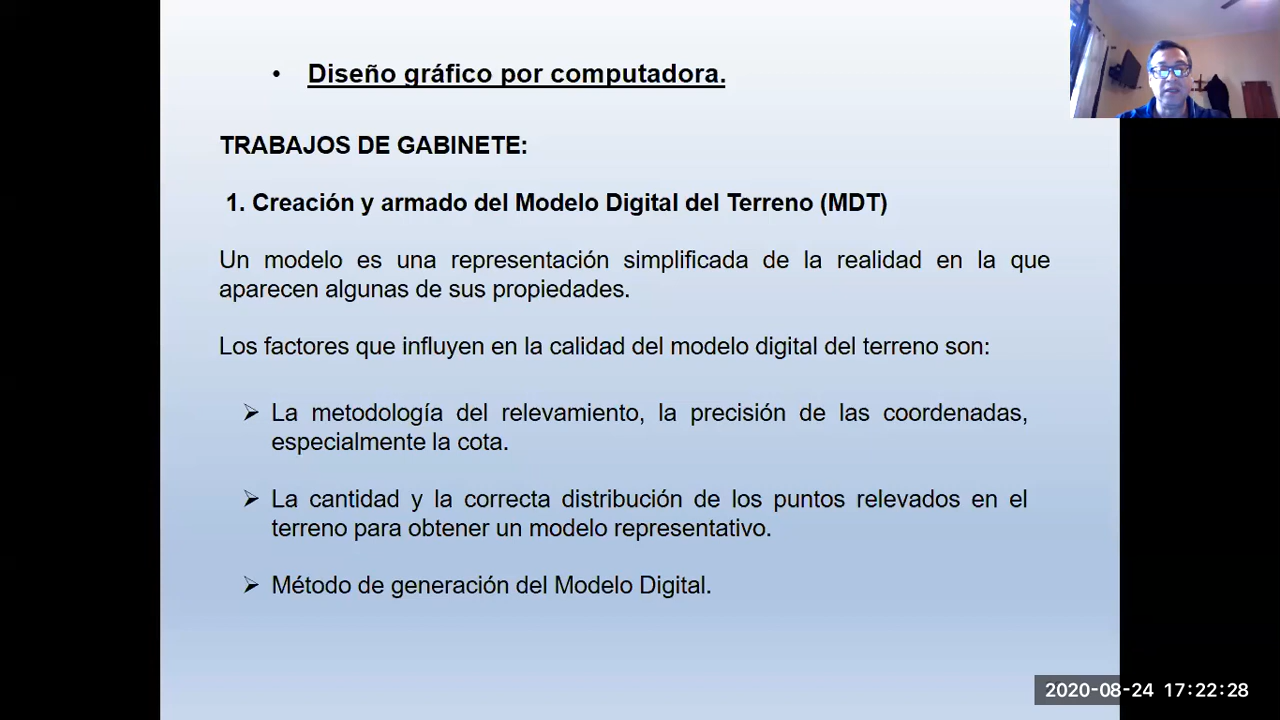 • Diseño gráfico por computadora.
TRABAJOS DE GABINETE:
1. Creación y armado del Modelo Digital del Terreno (MDT)
Un modelo es una representación simplificada de la realidad en la que
aparecen algunas de sus propiedades.
Los factores que influyen en la calidad del modelo digital del terreno son:
➢ La metodología del relevamiento, la precisión de las coordenadas,
especialmente la cota.
➢ La cantidad y la correcta distribución de los puntos relevados en el
terreno para obtener un modelo representativo.
➢ Método de generación del Modelo Digital.
2020-08-24 17:22:28